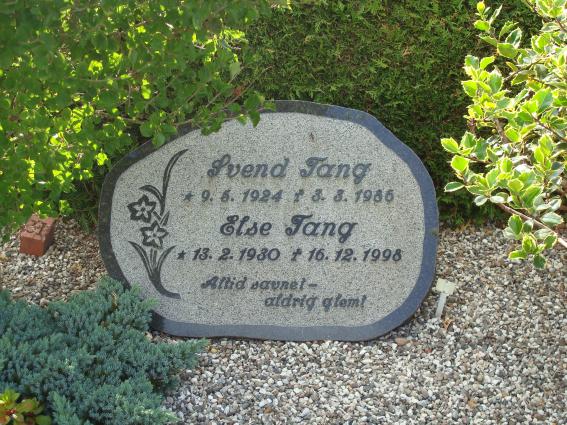 Svend Tang
★ 9. 5. 1924 ✝ 3. 3. 1986
Else Tang
★ 13. 2. 1930 ✝ 16. 12. 1998
Altid savnet –
aldrig glemt